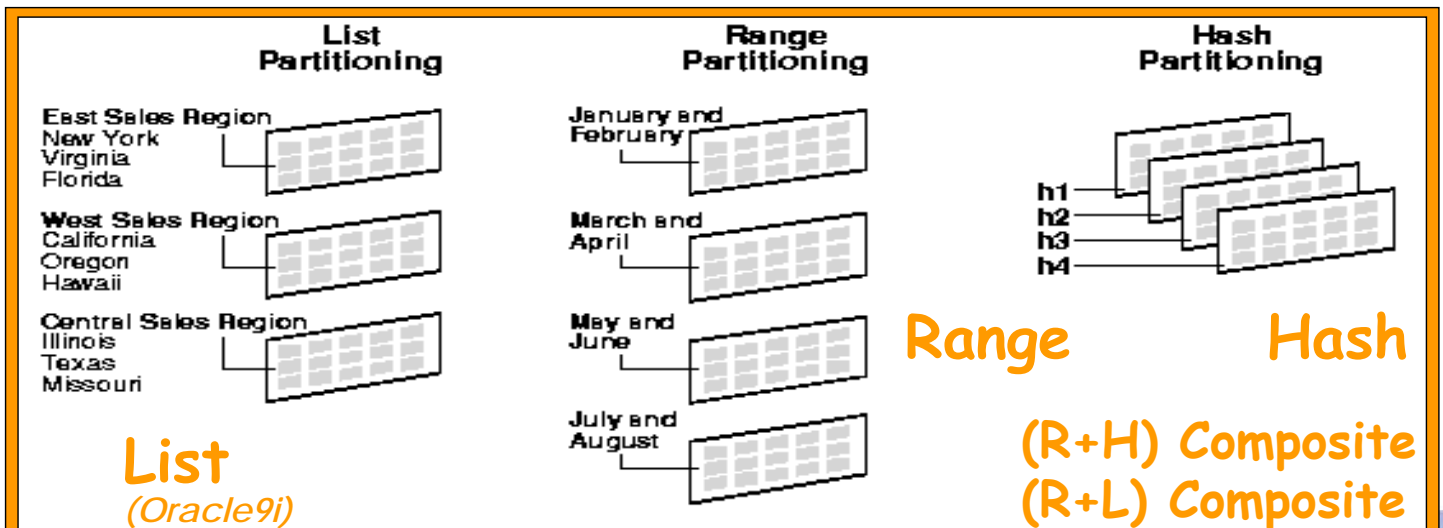 List
Partitioning
East Sales Region
New York
Virginia
Florida
West Sales Region
California
Oregon
Hawaii
Central Sales Region
Illinois
Texas
Missouri
List
(Oracle9i)
Range
Partitioning
January and
February
March and
April
May and
June
July and
August
Range
Hash
Partitioning
h1
h2
h3
h4
Hash
(R+H) Composite
(R+L) Composite